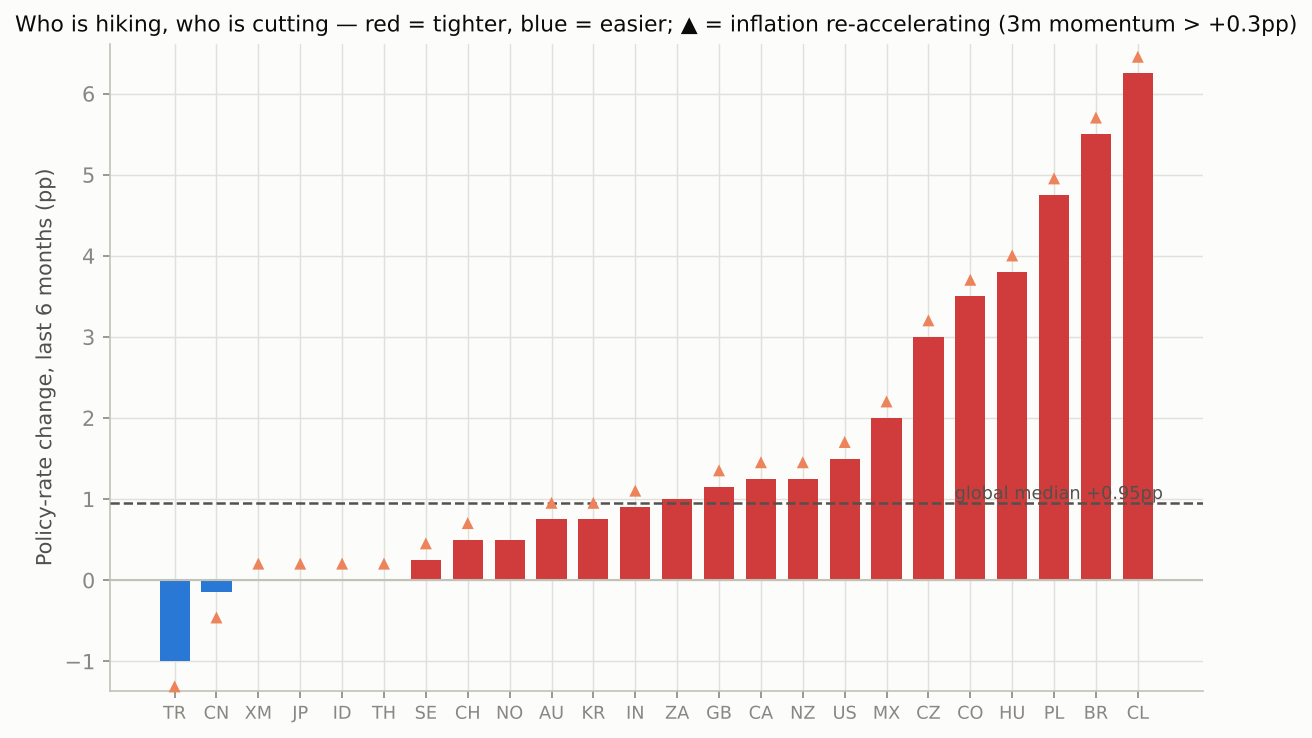 Who is hiking, who is cutting — red = tighter, blue = easier; ▲ = inflation re-accelerating (3m momentum > +0.3pp)
Policy-rate change, last 6 months (pp)
6
5
4
3
2
1
0
−1
global median +0.95pp
TR CN XM JP ID TH SE CH NO AU KR IN ZA GB CA NZ US MX CZ CO HU PL BR CL